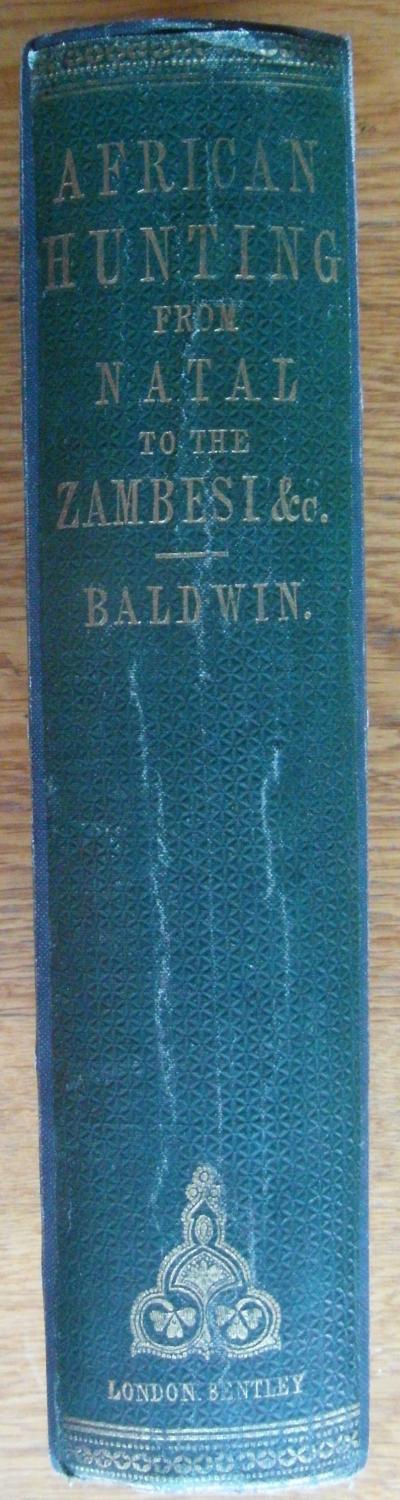 AFRICAN
HUNTING
FROM
NATAL
TO THE
ZAMBESI &c.
BALDWIN.
LONDON. BENTLEY